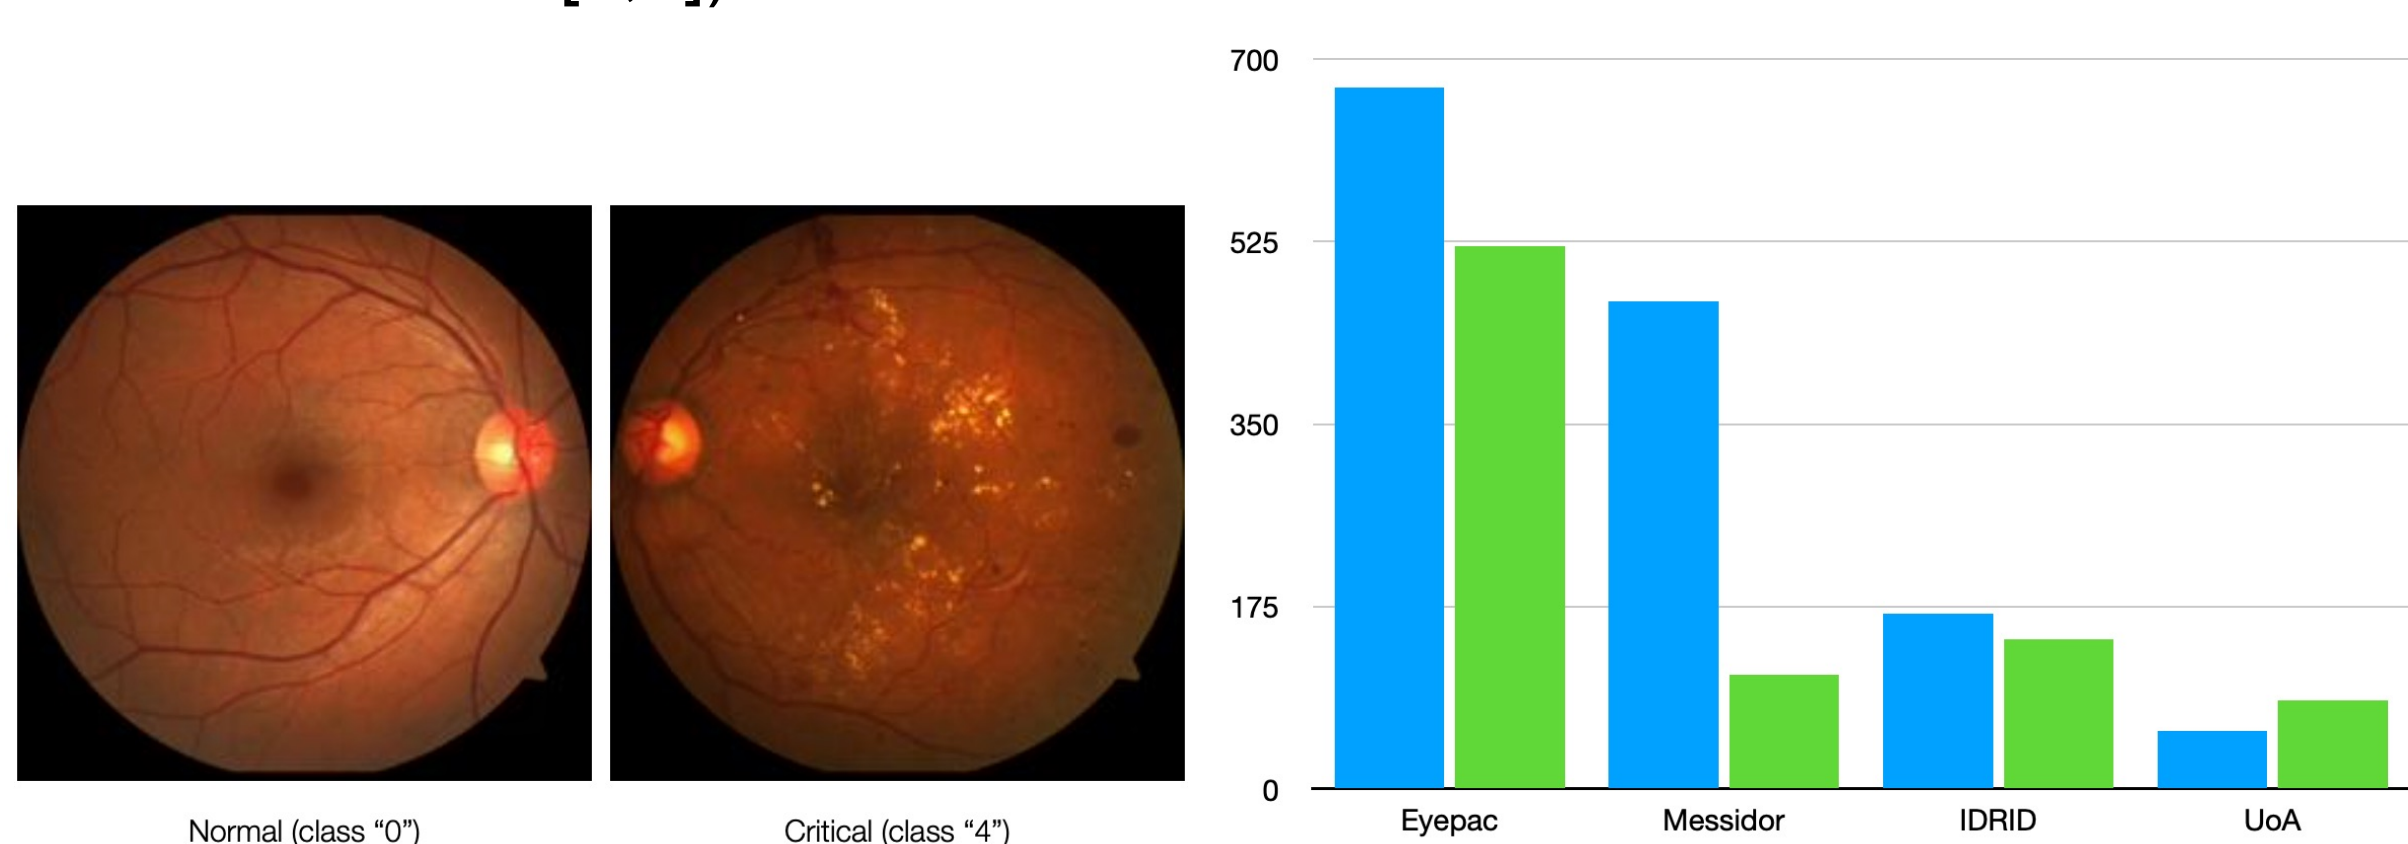 Normal (class “0”)
Critical (class “4”)
700
525
350
175
0
Eyepac
Messidor
IDRID
UoA